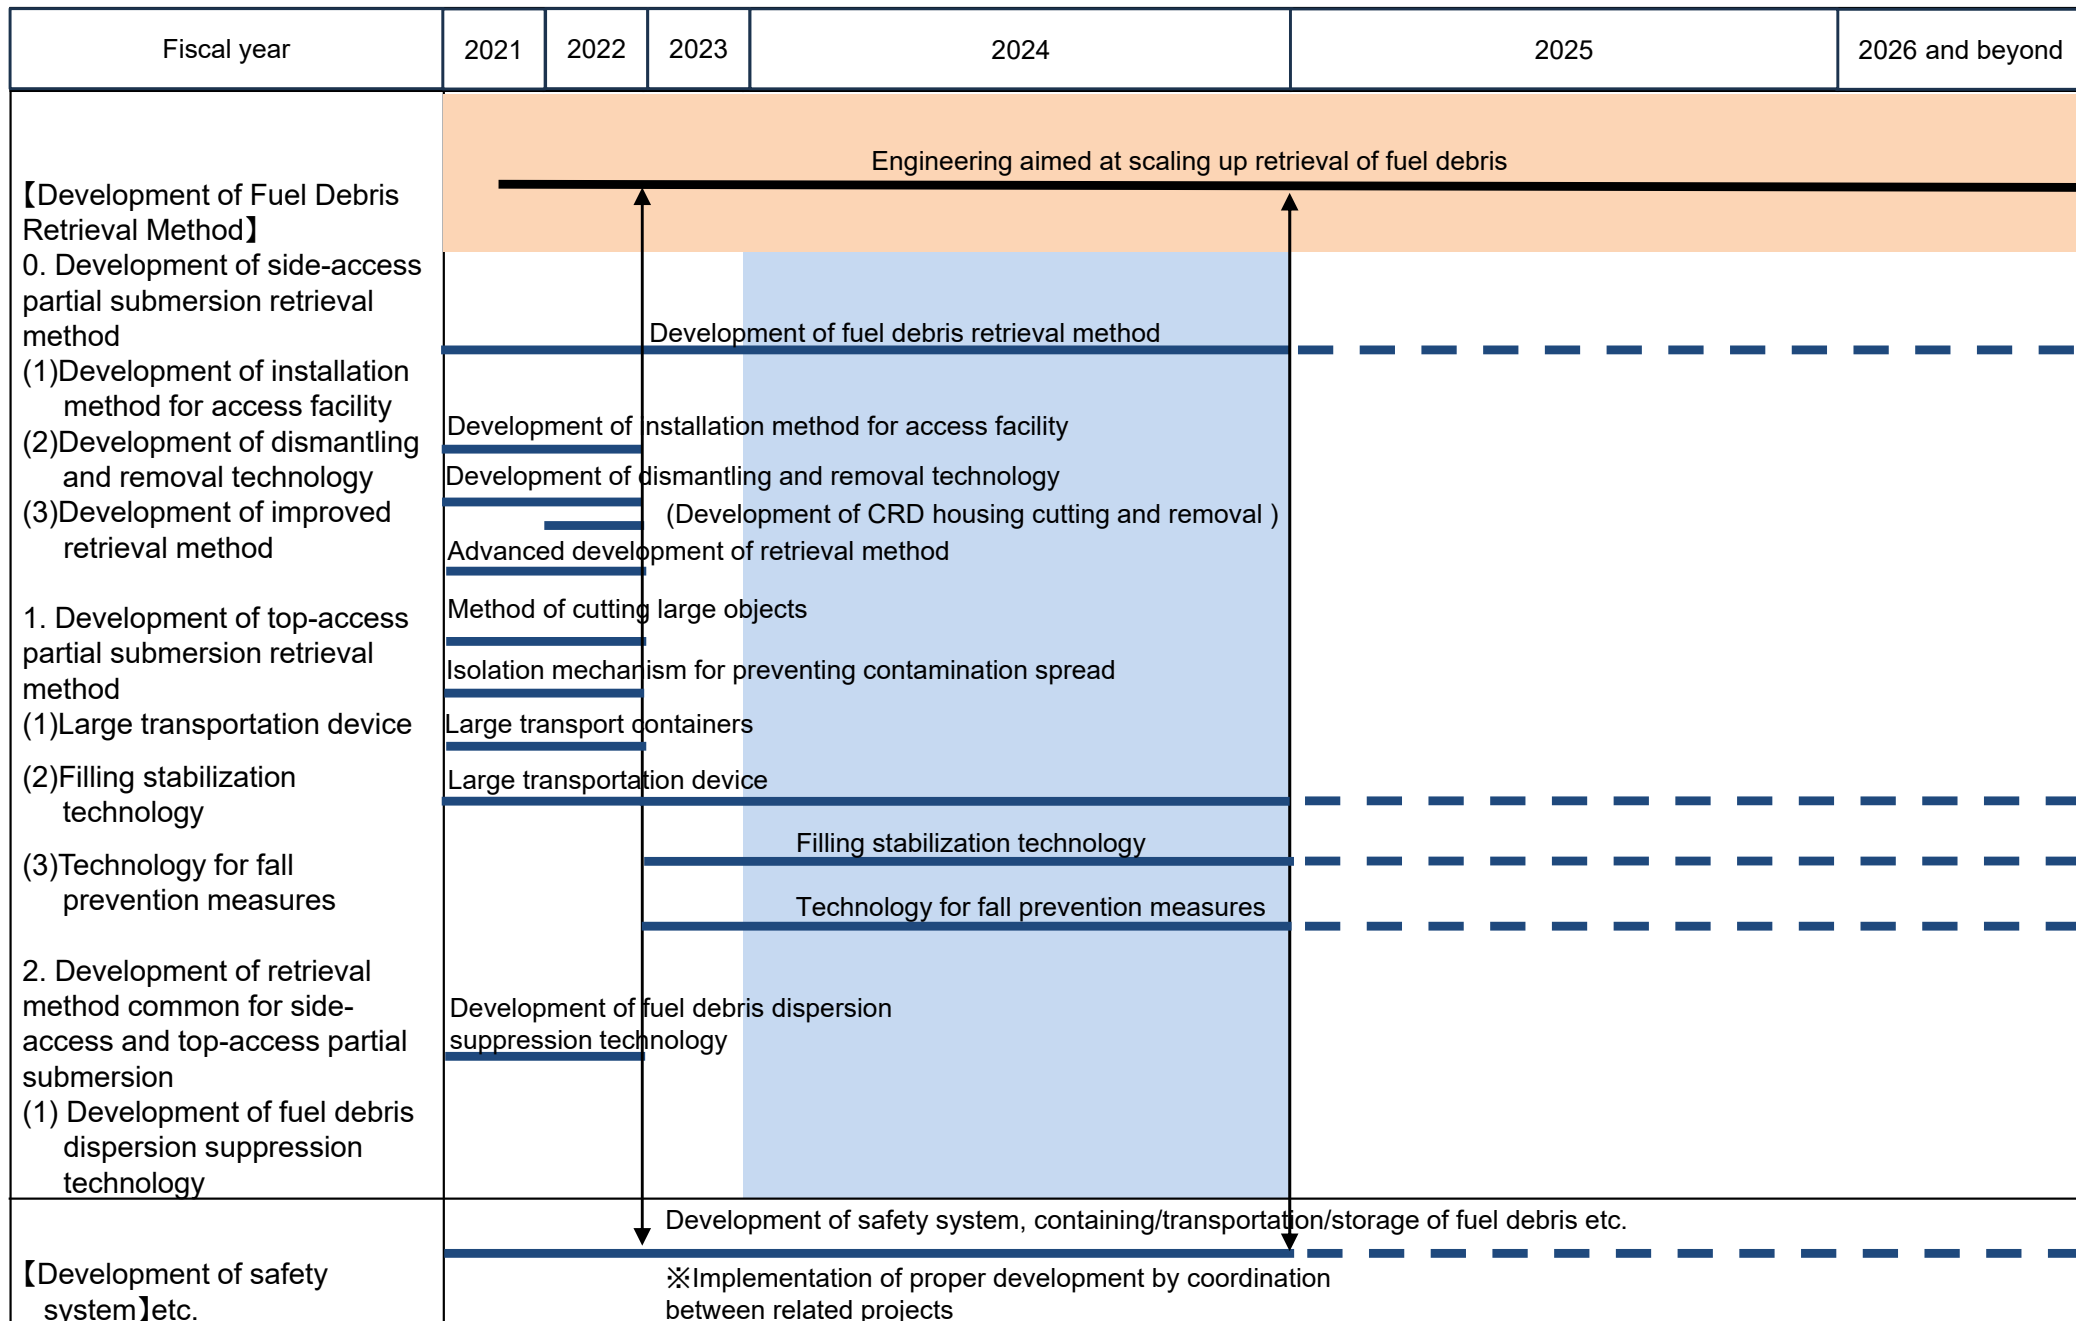 Fiscal year
2021
2022
2023
2024
2025
2026 and beyond
【Development of Fuel Debris
Retrieval Method】
0. Development of side-access
partial submersion retrieval
method
(1)Development of installation
method for access facility
(2)Development of dismantling
and removal technology
(3)Development of improved
retrieval method
1. Development of top-access
partial submersion retrieval
method
(1)Large transportation device
(2)Filling stabilization
technology
(3)Technology for fall
prevention measures
2. Development of retrieval
method common for side-
access and top-access partial
submersion
(1) Development of fuel debris
dispersion suppression
technology
Engineering aimed at scaling up retrieval of fuel debris
Development of fuel debris retrieval method
Development of installation method for access facility
Development of dismantling and removal technology
(Development of CRD housing cutting and removal )
Advanced development of retrieval method
Method of cutting large objects
Isolation mechanism for preventing contamination spread
Large transport containers
Large transportation device
Filling stabilization technology
Technology for fall prevention measures
Development of fuel debris dispersion
suppression technology
【Development of safety
system】etc.
Development of safety system, containing/transportation/storage of fuel debris etc.
※Implementation of proper development by coordination
between related projects